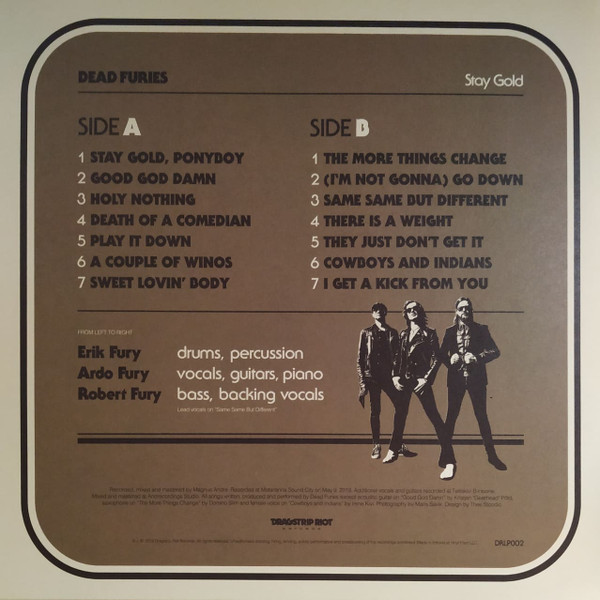 DEAD FURIES
Stay Gold
SIDE A
1 STAY GOLD, PONYBOY
2 GOOD GOD DAMN
3 HOLY NOTHING
4 DEATH OF A COMEDIAN
5 PLAY IT DOWN
6 A COUPLE OF WINOS
7 SWEET LOVIN' BODY
SIDE B
1 THE MORE THINGS CHANGE
2 (I'M NOT GONNA) GO DOWN
3 SAME SAME BUT DIFFERENT
4 THERE IS A WEIGHT
5 THEY JUST DON'T GET IT
6 COWBOYS AND INDIANS
7 I GET A KICK FROM YOU
FROM LEFT TO RIGHT
Erik Fury drums, percussion
Ardo Fury vocals, guitars, piano
Robert Fury bass, backing vocals
Lead vocals on "Same Same But Different"
DRAGSTRIP RIOT
RECORDS
DRLP002